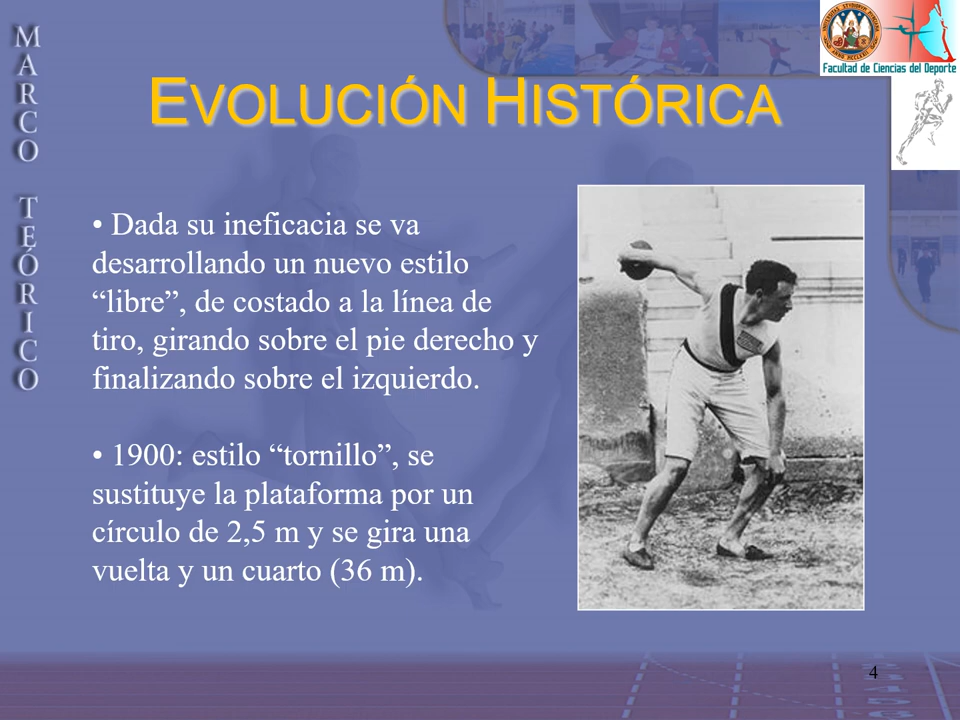 MARCO TEÓRICO
Facultad de Ciencias del Deporte
EVOLUCIÓN HISTÓRICA
• Dada su ineficacia se va
desarrollando un nuevo estilo
“libre”, de costado a la línea de
tiro, girando sobre el pie derecho y
finalizando sobre el izquierdo.
• 1900: estilo “tornillo”, se
sustituye la plataforma por un
círculo de 2,5 m y se gira una
vuelta y un cuarto (36 m).
4